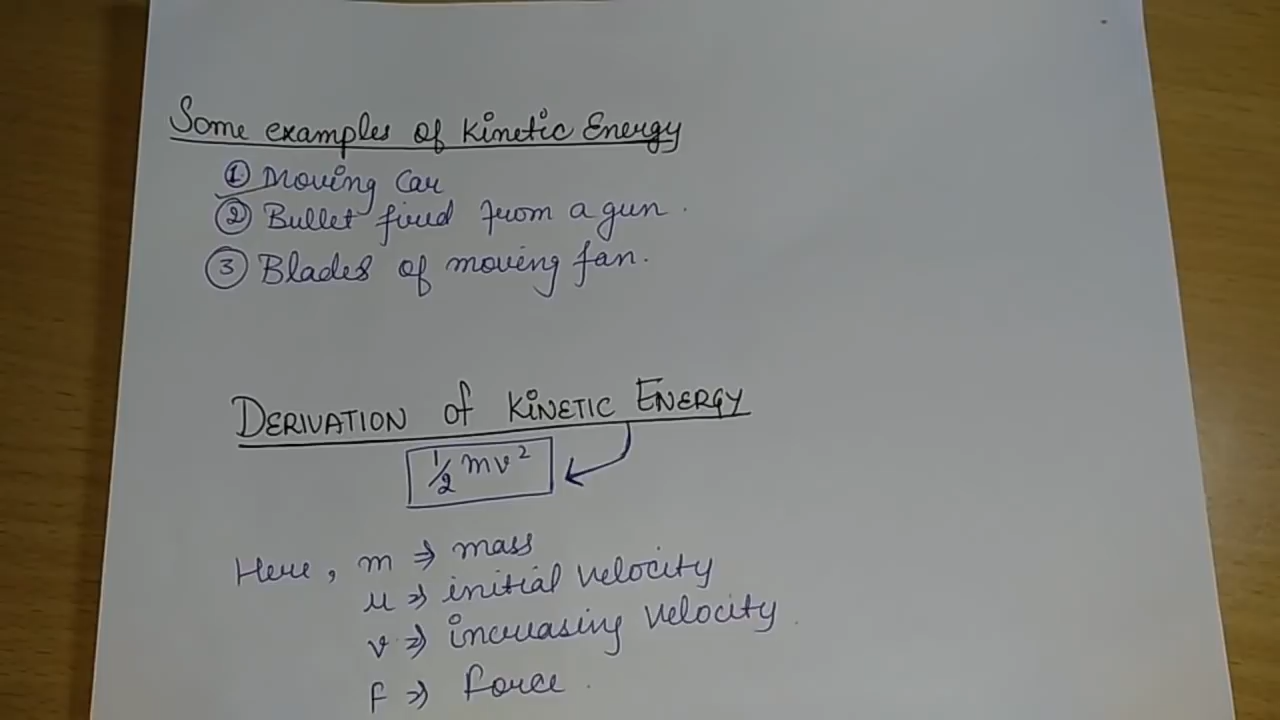 Some examples of Kinetic Energy
① Moving Car
② Bullet fired from a gun.
③ Blades of moving fan.
DERIVATION of KINETIC ENERGY
1/2 mv²
Here, m ⇒ mass
u ⇒ initial velocity
v ⇒ increasing velocity.
F ⇒ force.